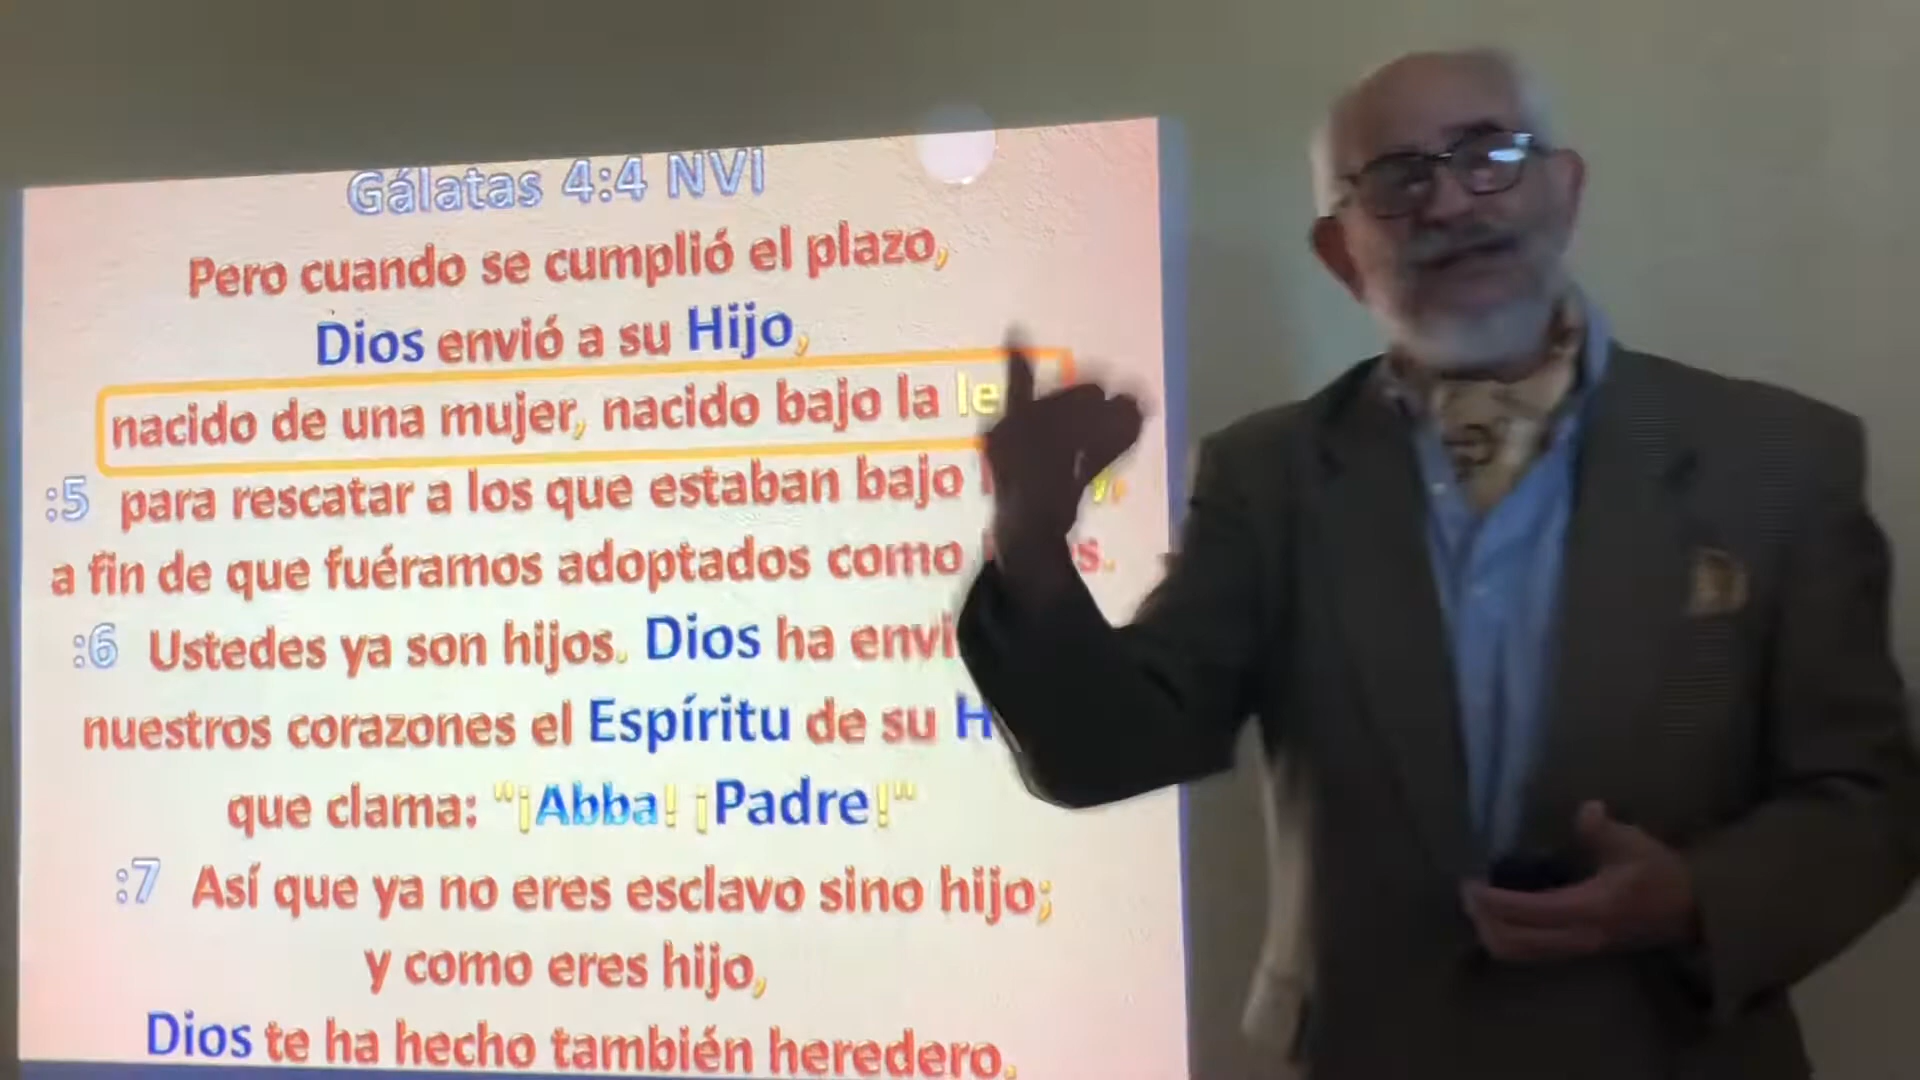 Gálatas 4:4 NVI
Pero cuando se cumplió el plazo,
Dios envió a su Hijo,
nacido de una mujer, nacido bajo la
:5 para rescatar a los que estaban bajo
a fin de que fuéramos adoptados como
:6 Ustedes ya son hijos. Dios ha
nuestros corazones el Espíritu de su
que clama: "¡Abba! ¡Padre!"
:7 Así que ya no eres esclavo sino hijo;
y como eres hijo,
Dios te ha hecho también heredero.